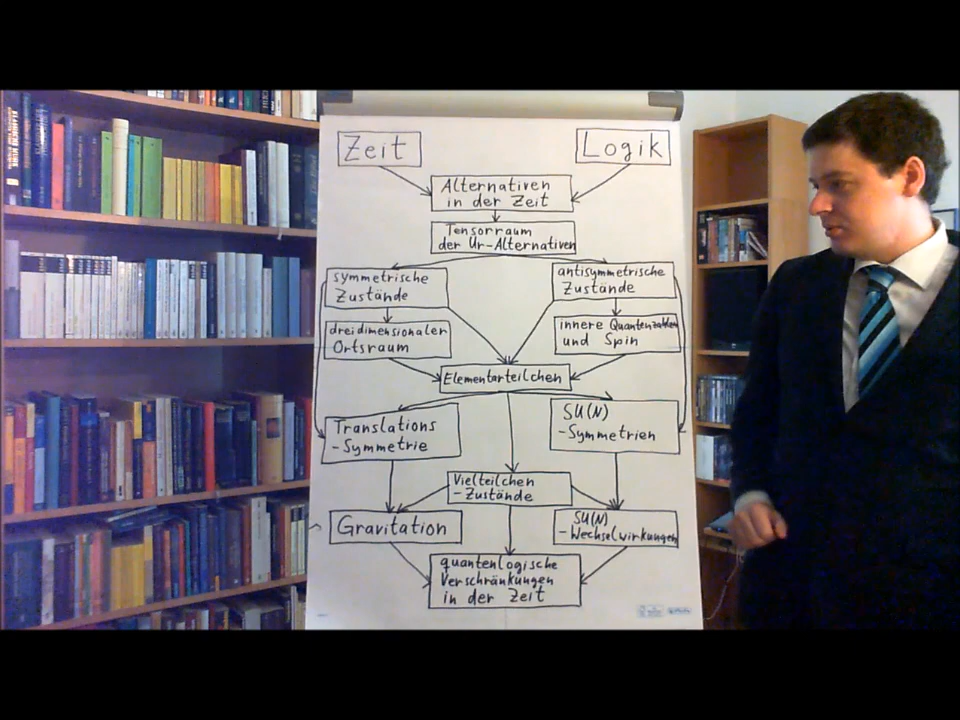 Zeit
Logik
Alternativen
in der Zeit
Tensorraum
der Ur-Alternativen
symmetrische
Zustände
antisymmetrische
Zustände
dreidimensionaler
Ortsraum
innere Quantenzahlen
und Spin
Elementarteilchen
Translations
-Symmetrie
SU(N)
-Symmetrien
Vielteilchen
-Zustände
Gravitation
SU(N)
-Wechselwirkungen
quantenlogische
Verschränkungen
in der Zeit